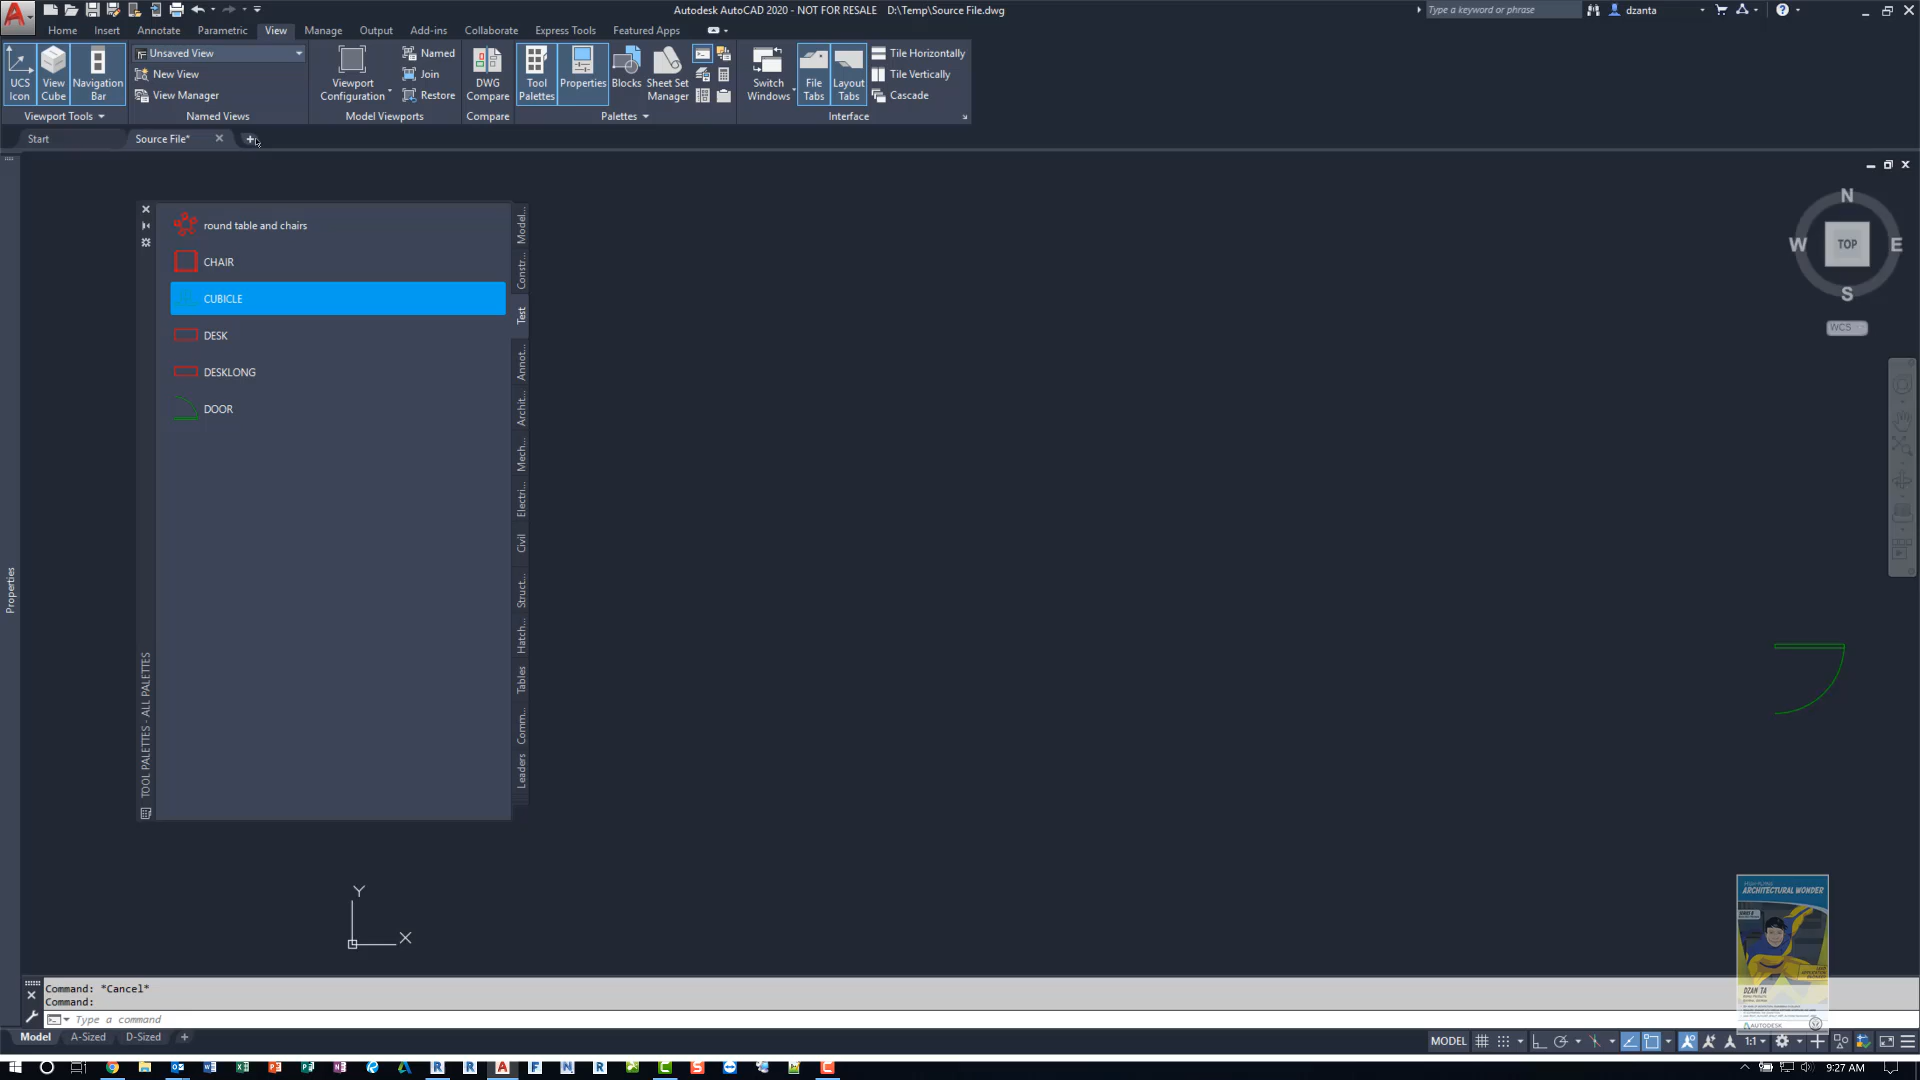 Autodesk AutoCAD 2020 - NOT FOR RESALE D:\Temp\Source File.dwg
Type a keyword or phrase
dzanta
Home Insert Annotate Parametric View Manage Output Add-ins Collaborate Express Tools Featured Apps
UCS Icon
View Cube
Navigation Bar
Viewport Tools
Unsaved View
New View
View Manager
Named Views
Viewport Configuration
Named
Join
Restore
Model Viewports
DWG Compare
Compare
Tool Palettes
Properties
Blocks
Sheet Set Manager
Palettes
Switch Windows
File Tabs
Layout Tabs
Tile Horizontally
Tile Vertically
Cascade
Interface
Start
Source File*
round table and chairs
CHAIR
CUBICLE
DESK
DESKLONG
DOOR
Model...
Constr...
Test
Annot...
Archit...
Mech...
Electri...
Civil
Struct...
Hatch...
Tables
Comm...
Leaders
TOOL PALETTES - ALL PALETTES
Properties
N
W
TOP
E
S
WCS
Y
X
ARCHITECTURAL WONDER
DZAN TA
AUTODESK
Command: *Cancel*
Command:
Type a command
Model A-Sized D-Sized
MODEL
1:1
9:27 AM